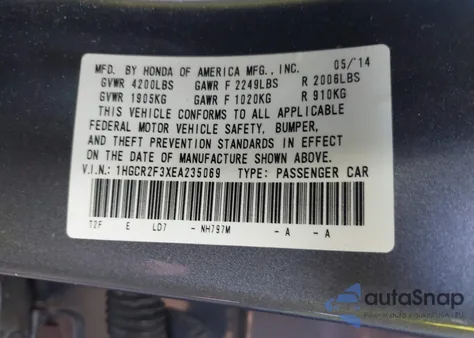 MFD. BY HONDA OF AMERICA MFG., INC. 05/'14
GVWR 4200LBS GAWR F 2249LBS R 2006LBS
GVWR 1905KG GAWR F 1020KG R 910KG
THIS VEHICLE CONFORMS TO ALL APPLICABLE
FEDERAL MOTOR VEHICLE SAFETY, BUMPER,
AND THEFT PREVENTION STANDARDS IN EFFECT
ON THE DATE OF MANUFACTURE SHOWN ABOVE.
V.I.N.: 1HGCR2F3XEA235069 TYPE: PASSENGER CAR
T2F E LD7 - NH797M - A - A
autoSnap